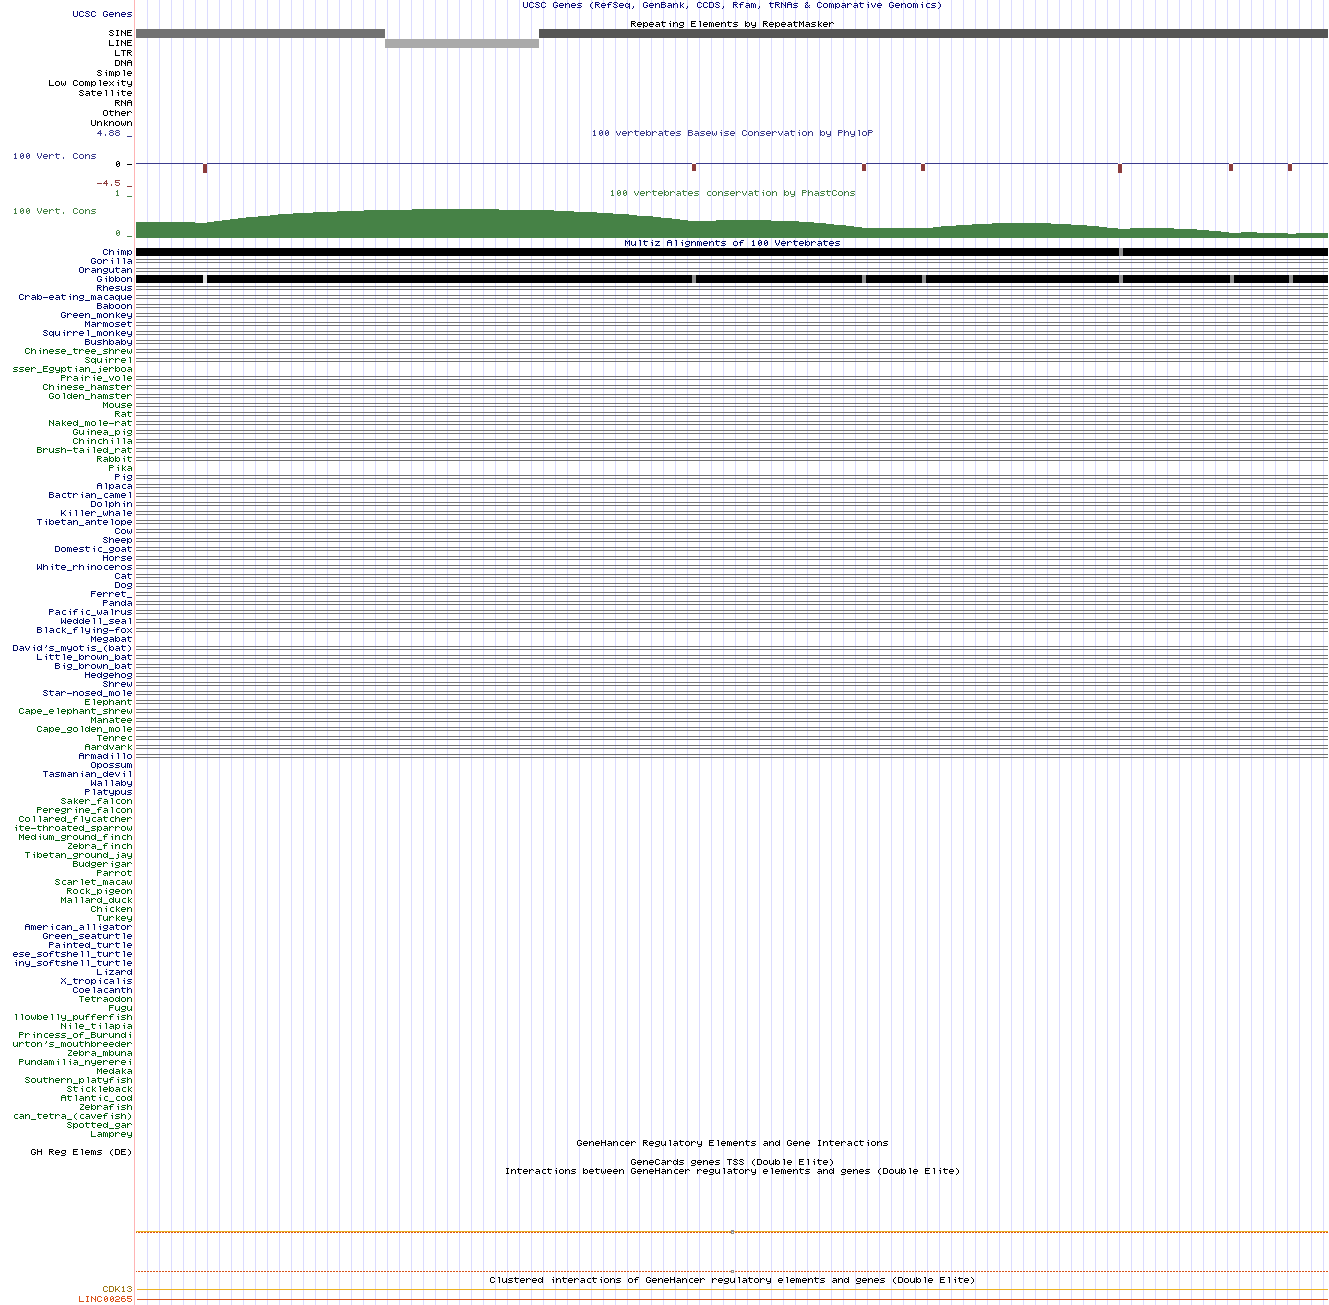 UCSC Genes (RefSeq, GenBank, CCDS, Rfam, tRNAs & Comparative Genomics)
UCSC Genes
Repeating Elements by RepeatMasker
SINE
LINE
LTR
DNA
Simple
Low Complexity
Satellite
RNA
Other
Unknown
4.88 _
100 vertebrates Basewise Conservation by PhyloP
100 Vert. Cons
0 -
-4.5 _
1 _
100 vertebrates conservation by PhastCons
100 Vert. Cons
0 _
Multiz Alignments of 100 Vertebrates
Chimp
Gorilla
Orangutan
Gibbon
Rhesus
Crab-eating_macaque
Baboon
Green_monkey
Marmoset
Squirrel_monkey
Bushbaby
Chinese_tree_shrew
Squirrel
sser_Egyptian_jerboa
Prairie_vole
Chinese_hamster
Golden_hamster
Mouse
Rat
Naked_mole-rat
Guinea_pig
Chinchilla
Brush-tailed_rat
Rabbit
Pika
Pig
Alpaca
Bactrian_camel
Dolphin
Killer_whale
Tibetan_antelope
Cow
Sheep
Domestic_goat
Horse
White_rhinoceros
Cat
Dog
Ferret_
Panda
Pacific_walrus
Weddell_seal
Black_flying-fox
Megabat
David's_myotis_(bat)
Little_brown_bat
Big_brown_bat
Hedgehog
Shrew
Star-nosed_mole
Elephant
Cape_elephant_shrew
Manatee
Cape_golden_mole
Tenrec
Aardvark
Armadillo
Opossum
Tasmanian_devil
Wallaby
Platypus
Saker_falcon
Peregrine_falcon
Collared_flycatcher
ite-throated_sparrow
Medium_ground_finch
Zebra_finch
Tibetan_ground_jay
Budgerigar
Parrot
Scarlet_macaw
Rock_pigeon
Mallard_duck
Chicken
Turkey
American_alligator
Green_seaturtle
Painted_turtle
ese_softshell_turtle
iny_softshell_turtle
Lizard
X_tropicalis
Coelacanth
Tetraodon
Fugu
llowbelly_pufferfish
Nile_tilapia
Princess_of_Burundi
urton's_mouthbreeder
Zebra_mbuna
Pundamilia_nyererei
Medaka
Southern_platyfish
Stickleback
Atlantic_cod
Zebrafish
can_tetra_(cavefish)
Spotted_gar
Lamprey
GeneHancer Regulatory Elements and Gene Interactions
GH Reg Elems (DE)
GeneCards genes TSS (Double Elite)
Interactions between GeneHancer regulatory elements and genes (Double Elite)
Clustered interactions of GeneHancer regulatory elements and genes (Double Elite)
CDK13
LINC00265